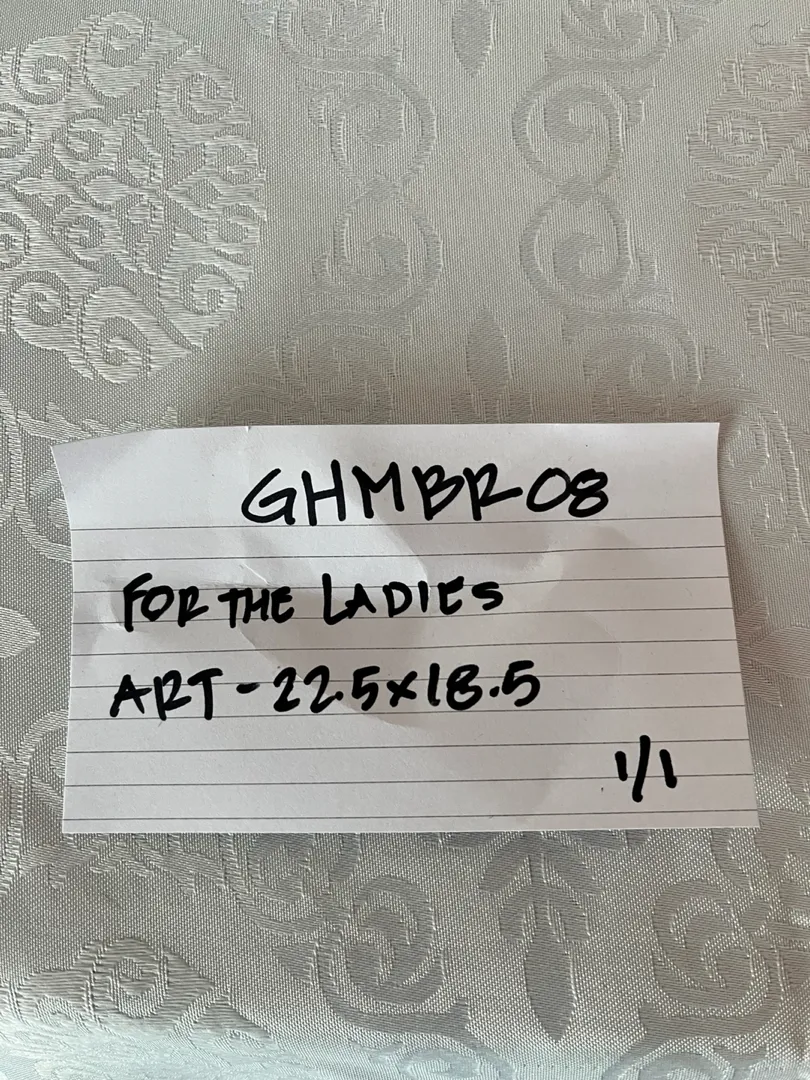 GHMBR08
FOR THE LADIES
ART - 22.5x18.5
1/1